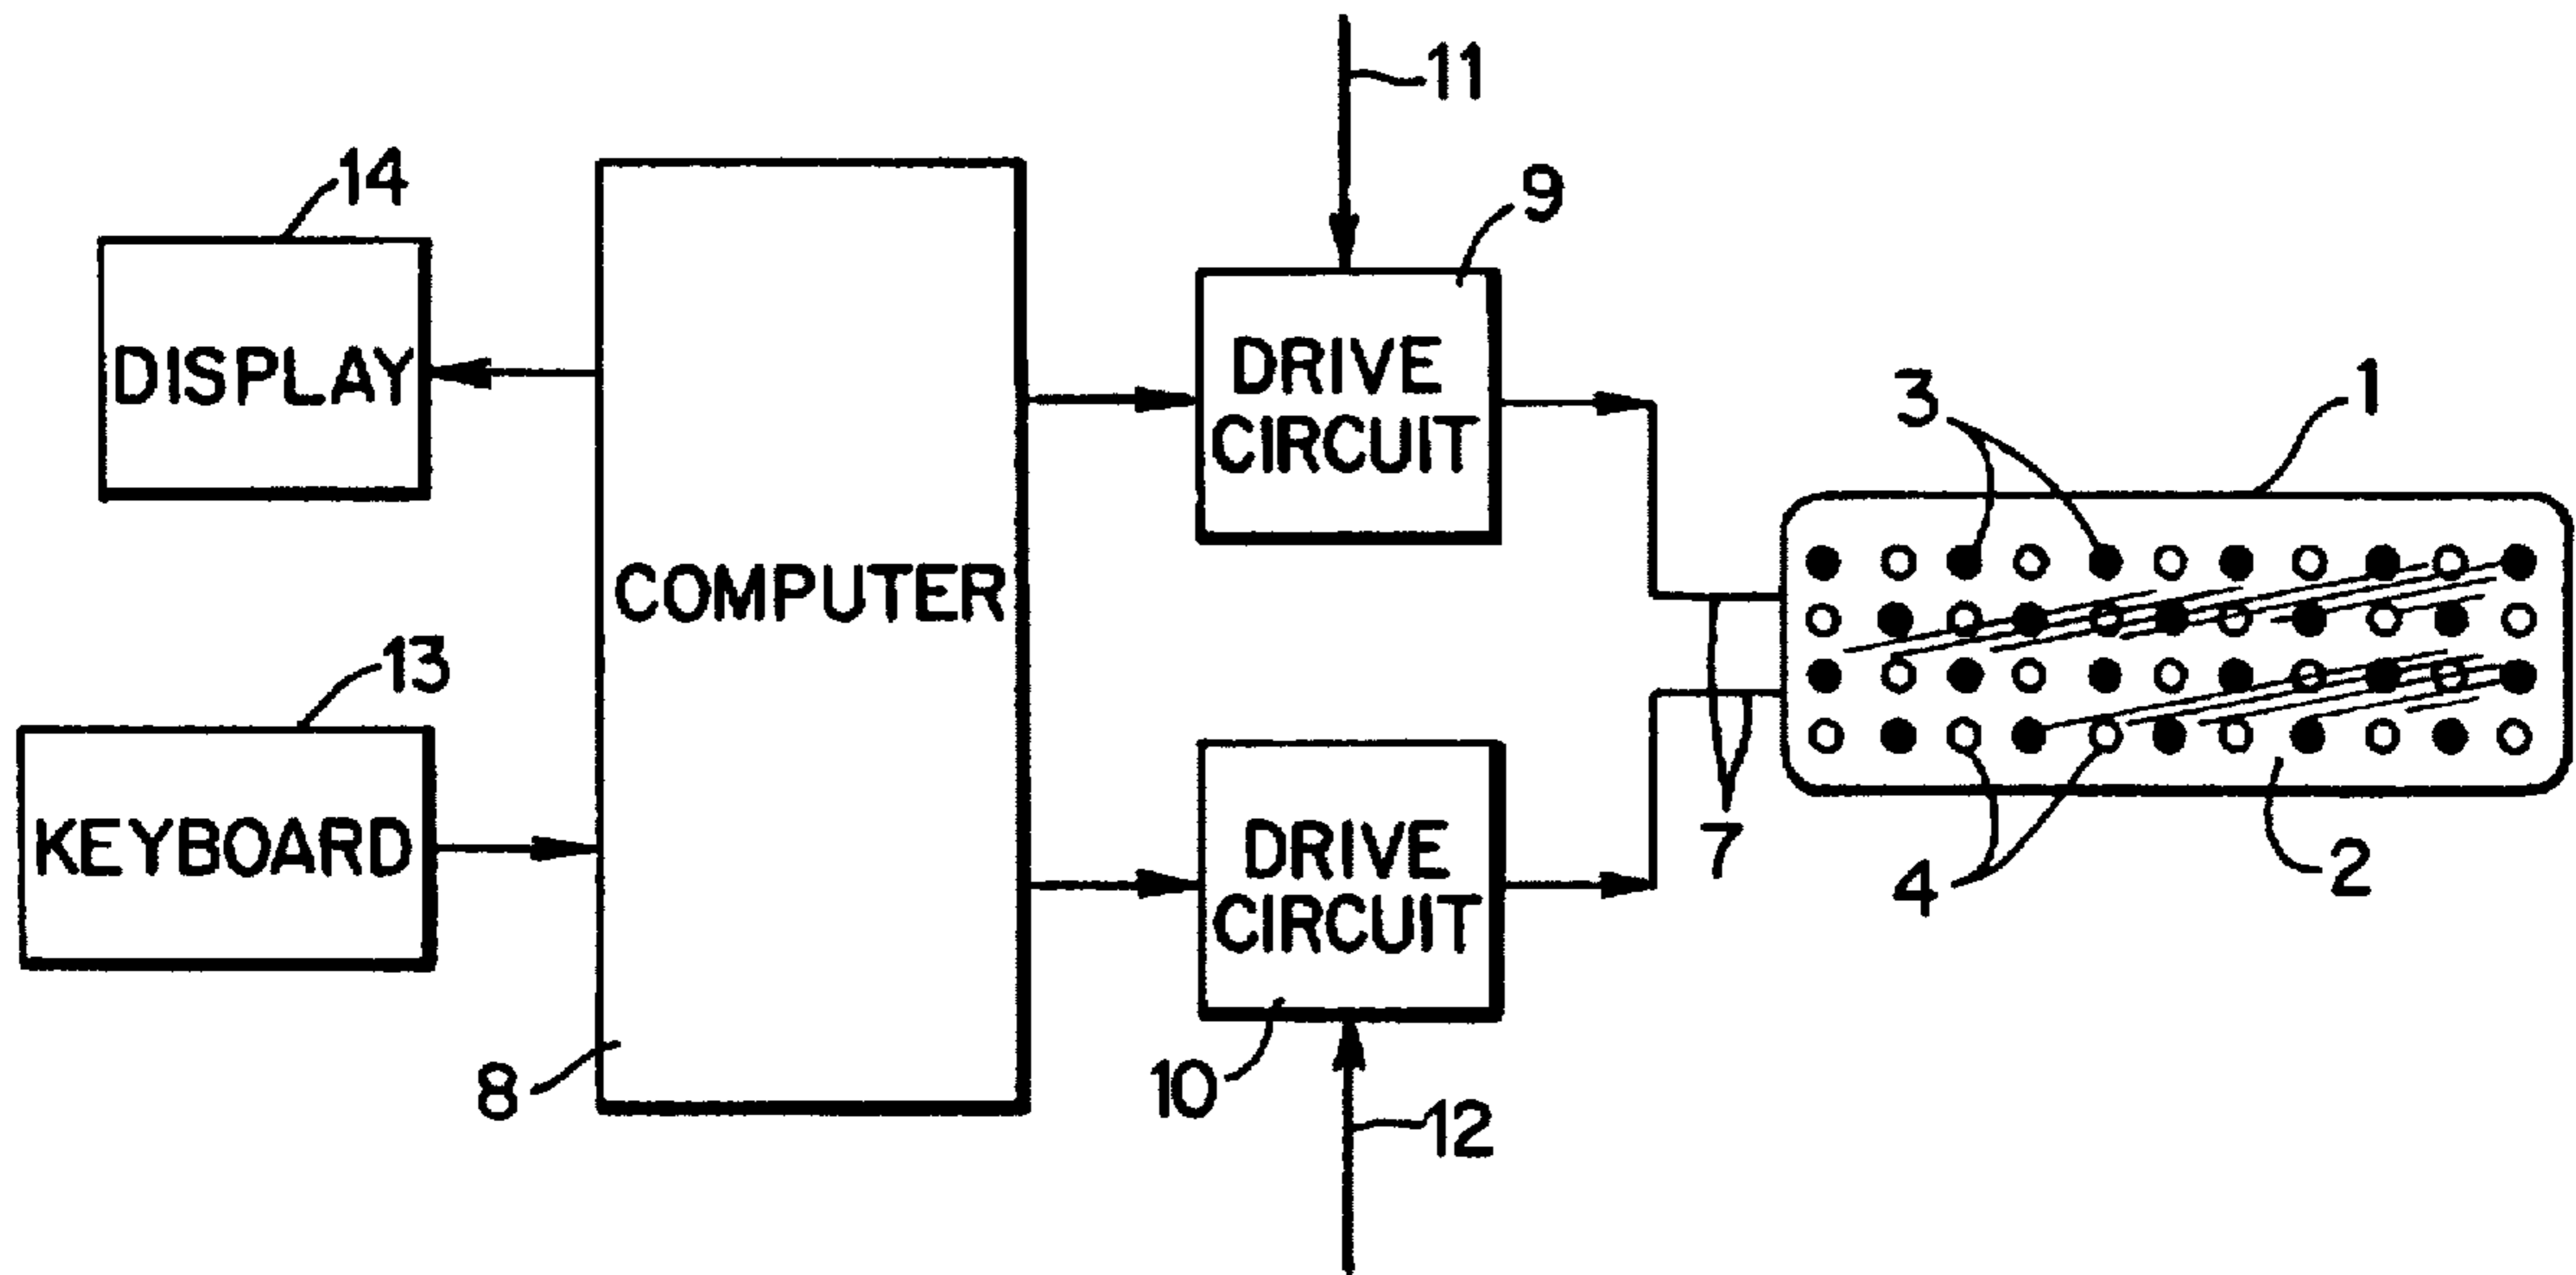 11
14
9
DISPLAY
DRIVE
CIRCUIT
3
1
COMPUTER
13
KEYBOARD
DRIVE
CIRCUIT
7
4
2
8
10
12